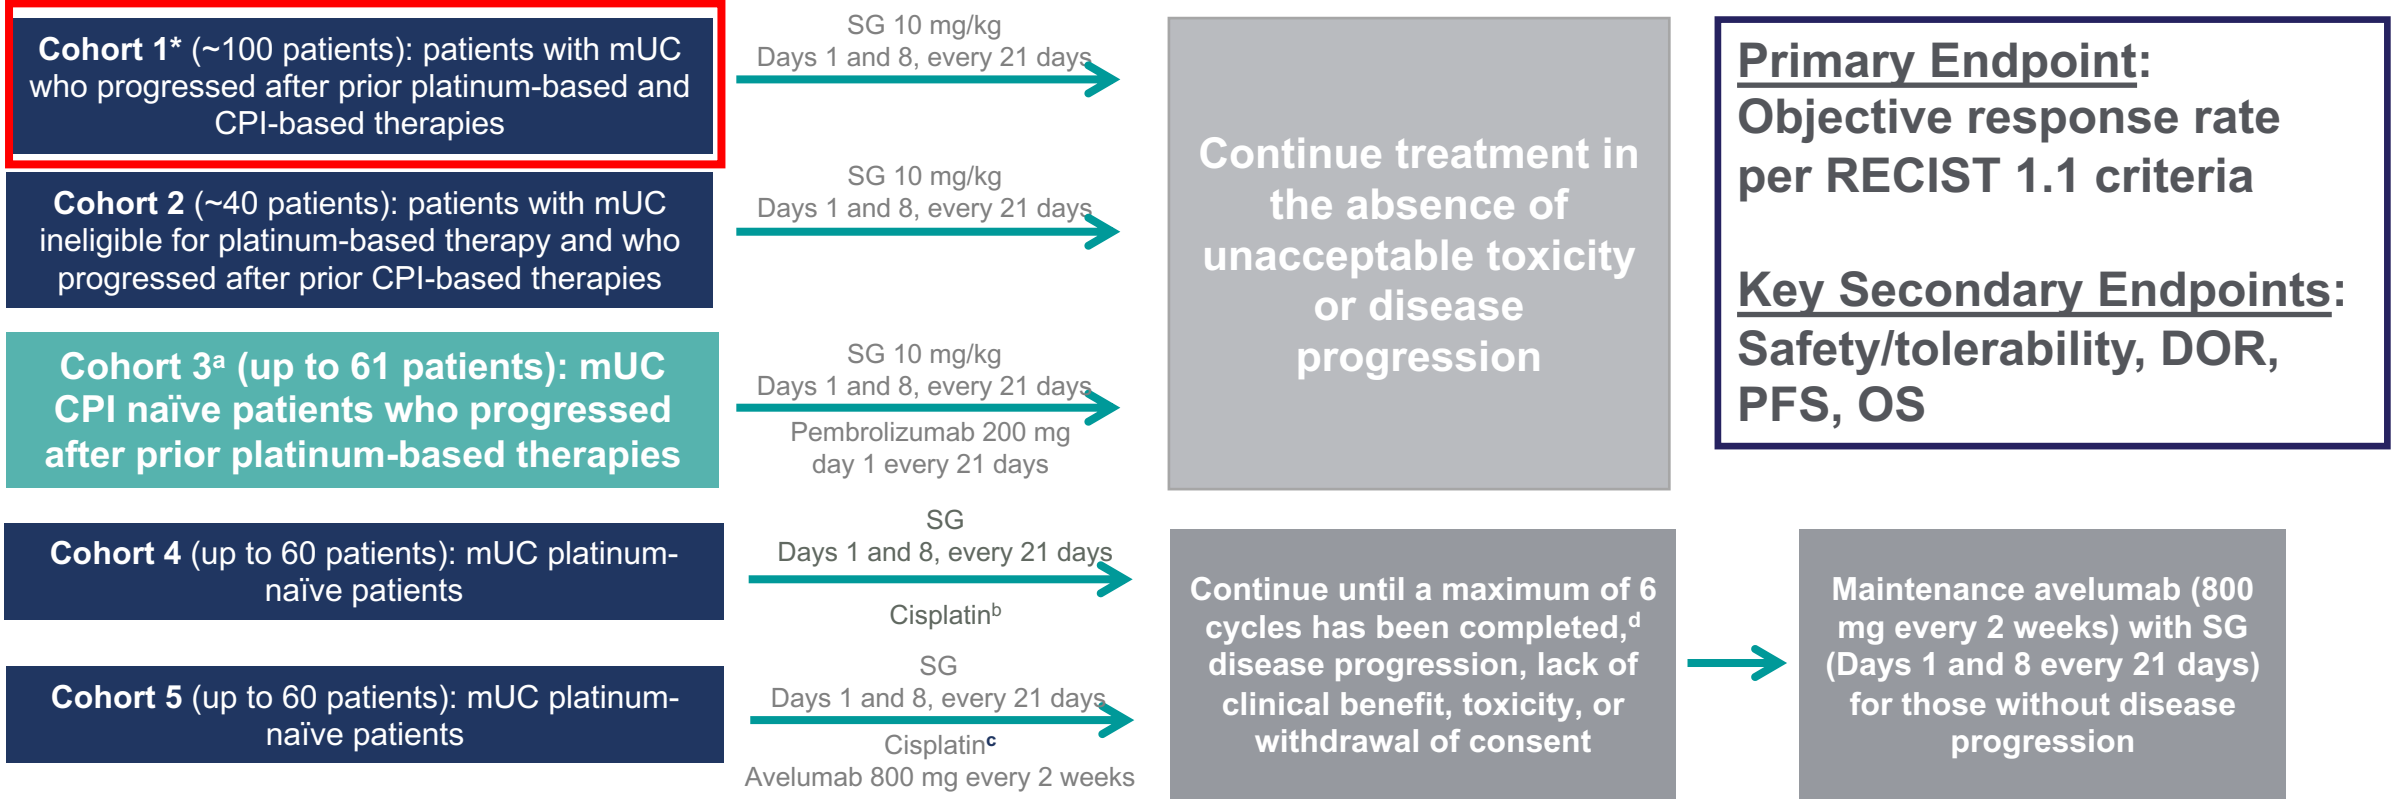 Cohort 1* (~100 patients): patients with mUC
who progressed after prior platinum-based and
CPI-based therapies
SG 10 mg/kg
Days 1 and 8, every 21 days
Cohort 2 (~40 patients): patients with mUC
ineligible for platinum-based therapy and who
progressed after prior CPI-based therapies
SG 10 mg/kg
Days 1 and 8, every 21 days
Cohort 3ᵃ (up to 61 patients): mUC
CPI naïve patients who progressed
after prior platinum-based therapies
SG 10 mg/kg
Days 1 and 8, every 21 days
Pembrolizumab 200 mg
day 1 every 21 days
Continue treatment in
the absence of
unacceptable toxicity
or disease
progression
Primary Endpoint:
Objective response rate
per RECIST 1.1 criteria
Key Secondary Endpoints:
Safety/tolerability, DOR,
PFS, OS
Cohort 4 (up to 60 patients): mUC platinum-
naïve patients
SG
Days 1 and 8, every 21 days
Cisplatinᵇ
Cohort 5 (up to 60 patients): mUC platinum-
naïve patients
SG
Days 1 and 8, every 21 days
Cisplatinᶜ
Avelumab 800 mg every 2 weeks
Continue until a maximum of 6
cycles has been completed,ᵈ
disease progression, lack of
clinical benefit, toxicity, or
withdrawal of consent
Maintenance avelumab (800
mg every 2 weeks) with SG
(Days 1 and 8 every 21 days)
for those without disease
progression